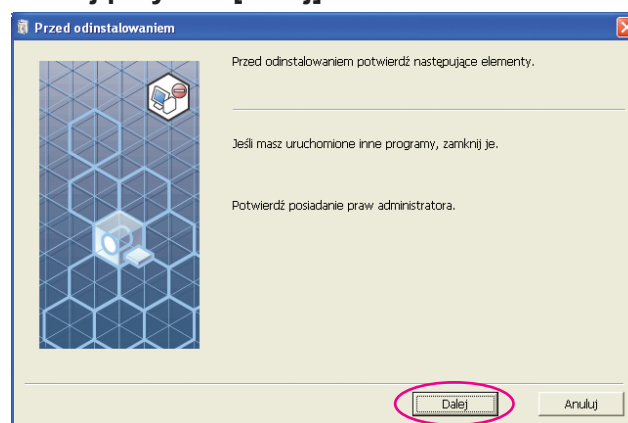 Przed odinstalowaniem
Przed odinstalowaniem potwierdź następujące elementy.
Jeśli masz uruchomione inne programy, zamknij je.
Potwierdź posiadanie praw administratora.
Dalej
Anuluj